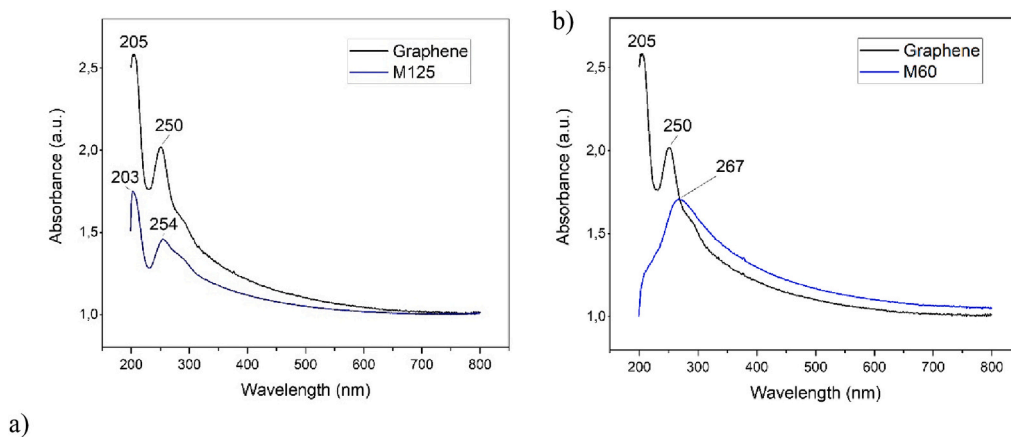 b)
205
Graphene
M125
2,5
250
2,0
203
254
1,5
1,0
Absorbance (a.u.)
200 300 400 500 600 700 800
Wavelength (nm)
205
Graphene
M60
2,5
250
2,0
267
1,5
1,0
Absorbance (a.u.)
200 300 400 500 600 700 800
Wavelength (nm)
a)